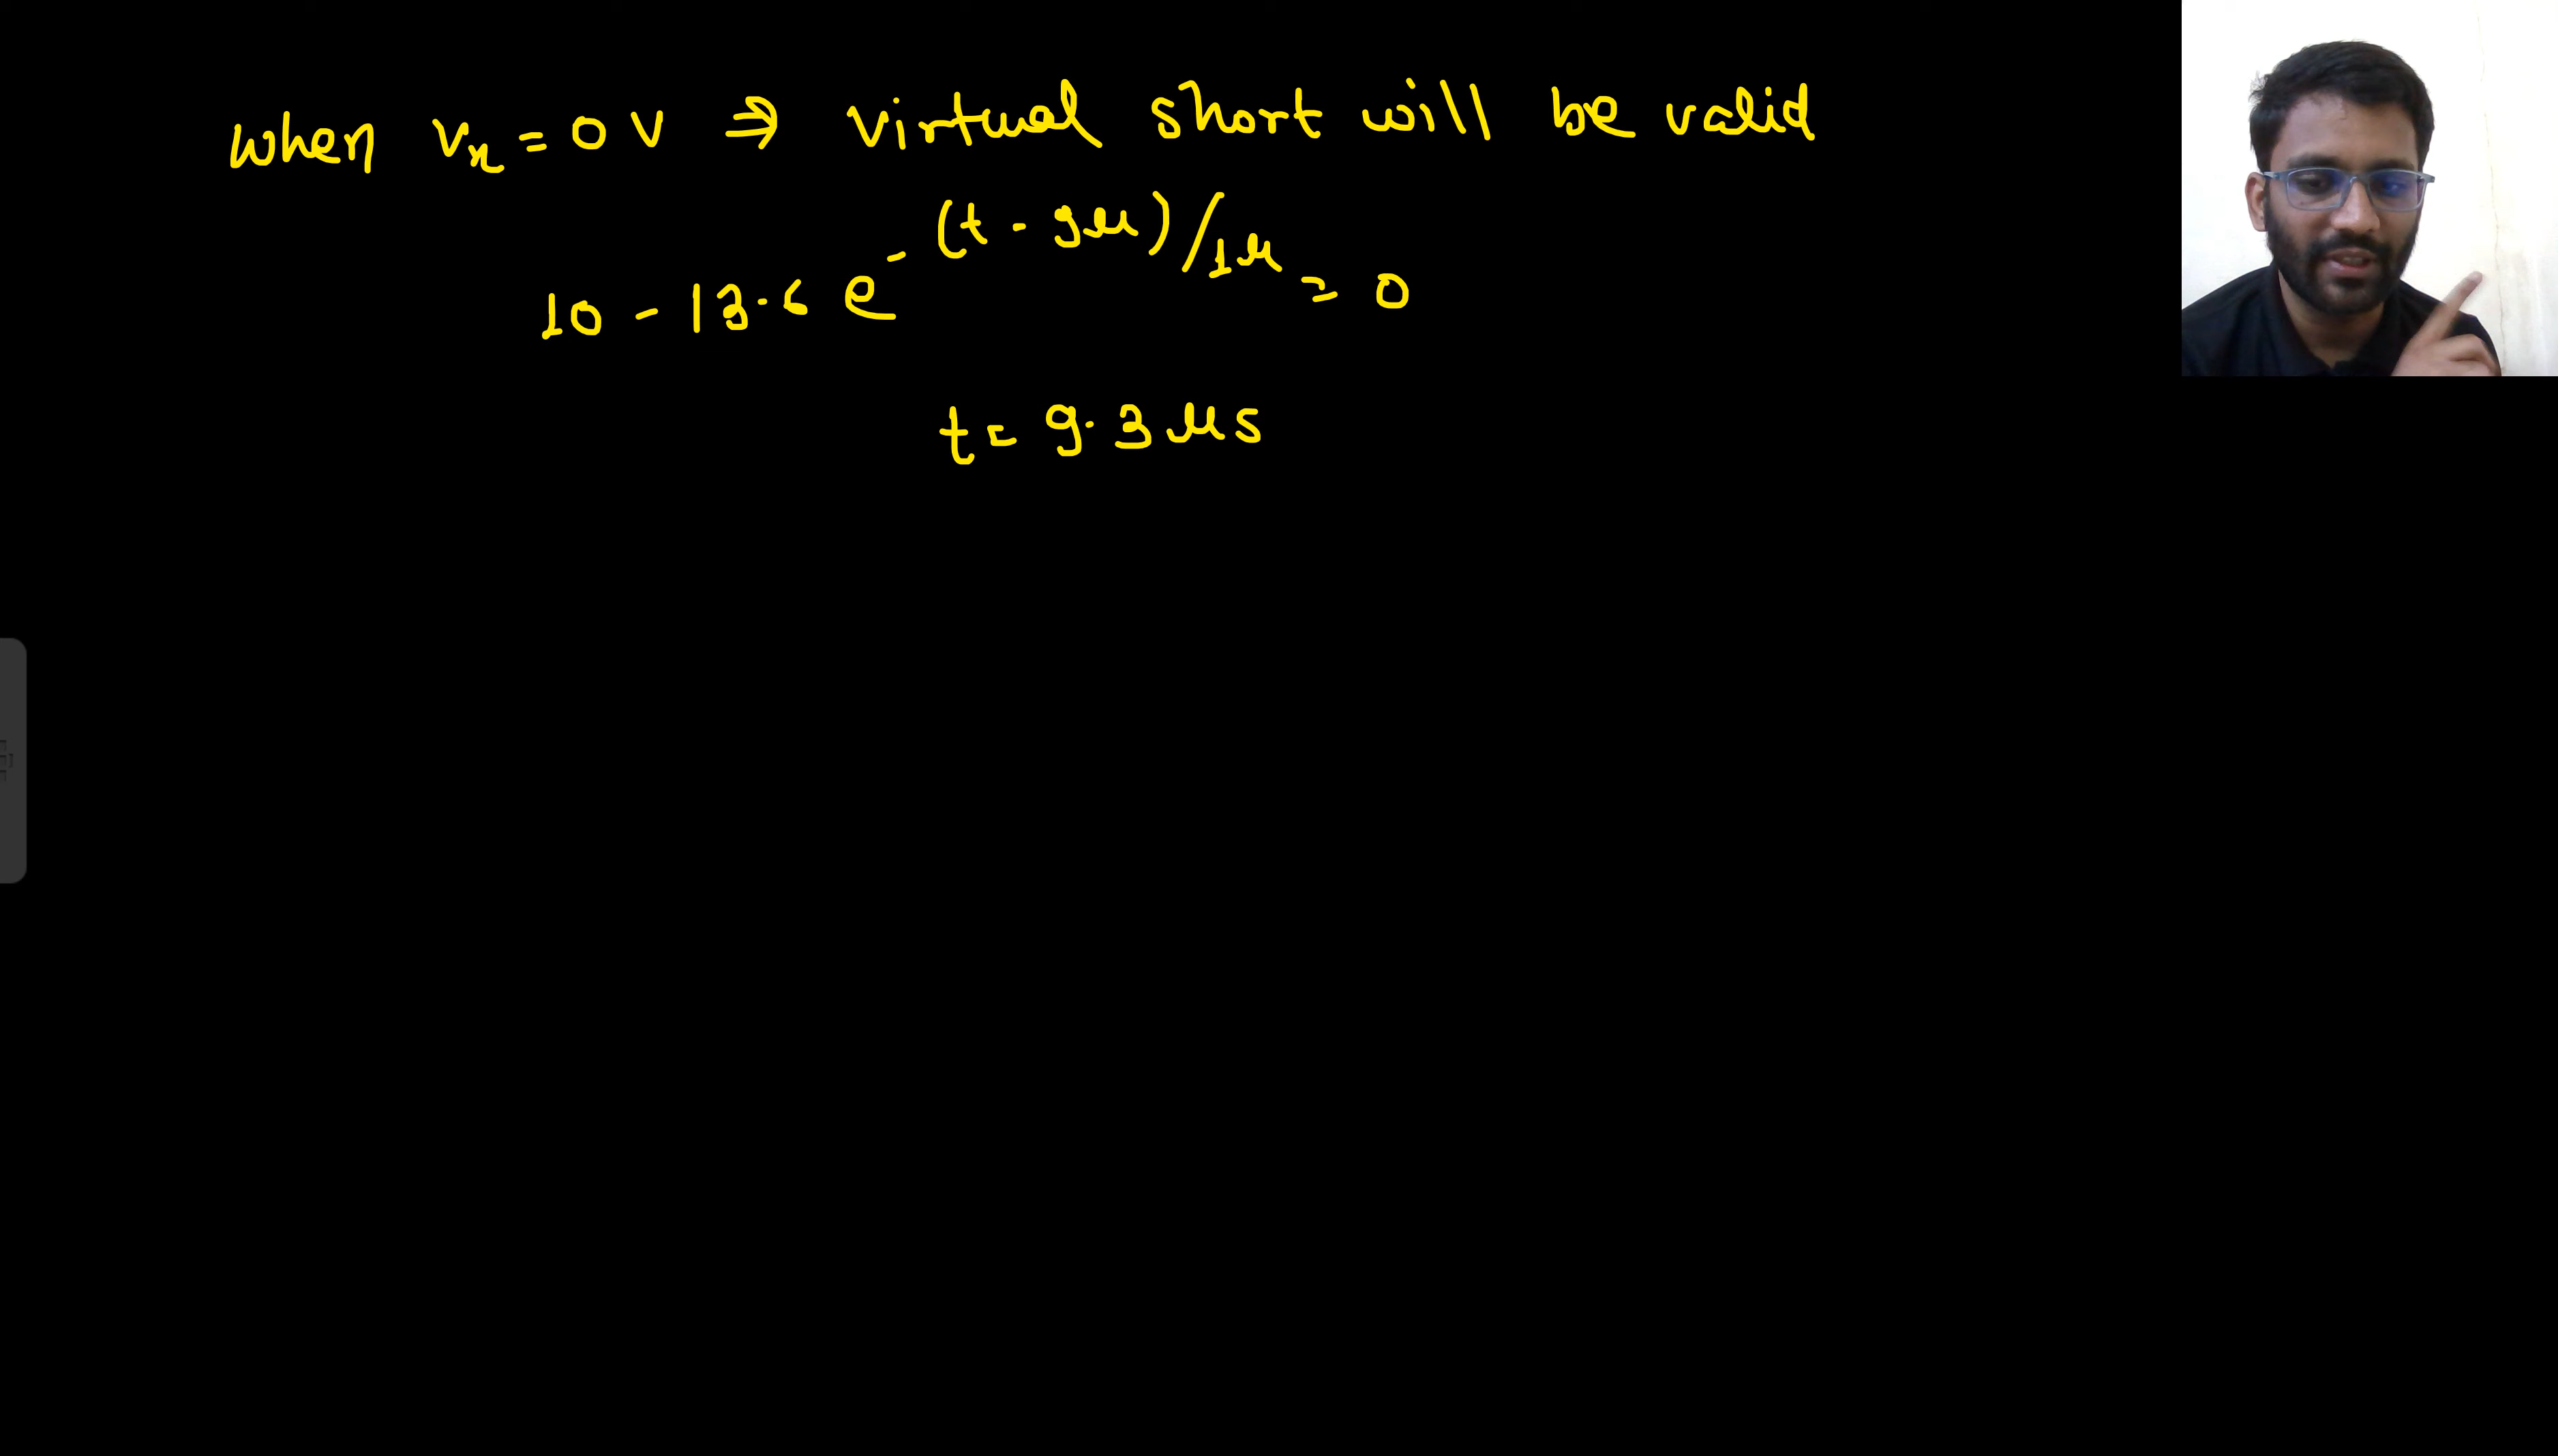 when Vx = 0 V ⇒ virtual short will be valid
10 - 13.6 e^-(t - 9μ)/1μ = 0
t = 9.3 μs